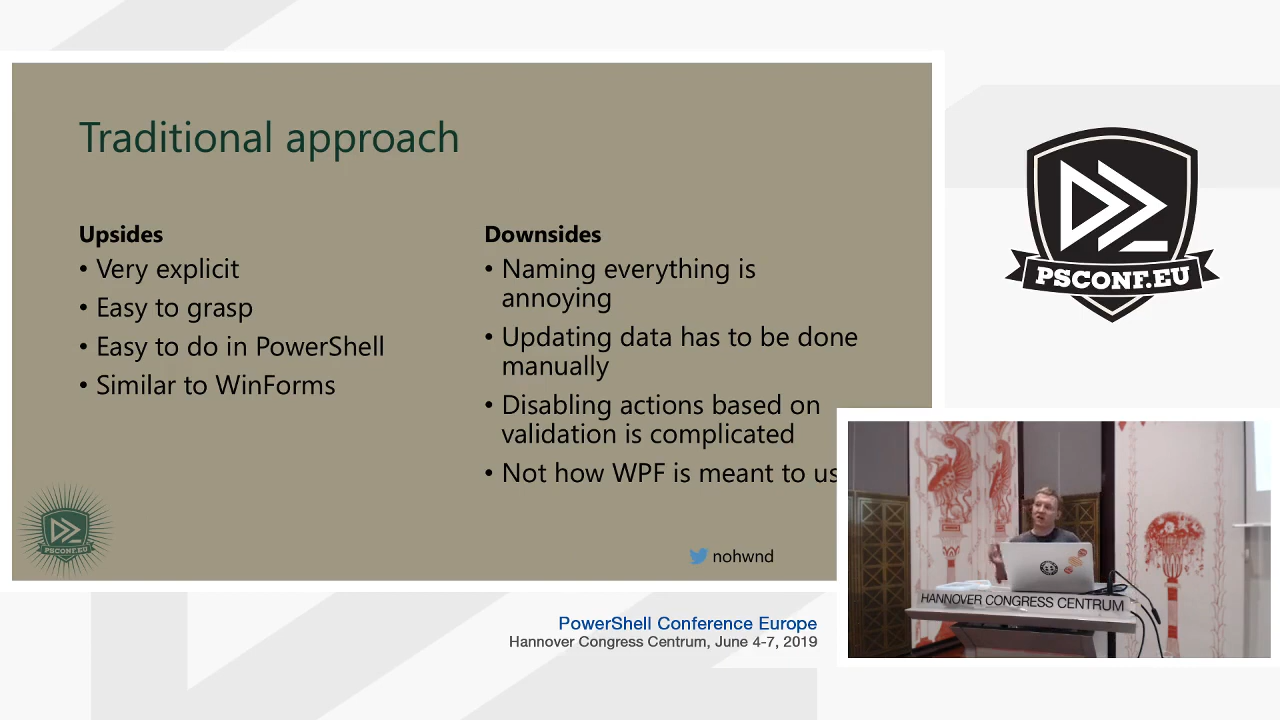 Traditional approach
Upsides
• Very explicit
• Easy to grasp
• Easy to do in PowerShell
• Similar to WinForms
Downsides
• Naming everything is
annoying
• Updating data has to be done
manually
• Disabling actions based on
validation is complicated
• Not how WPF is meant to us
PSCONF.EU
nohwnd
PSCONF.EU
HANNOVER CONGRESS CENTRUM
PowerShell Conference Europe
Hannover Congress Centrum, June 4-7, 2019